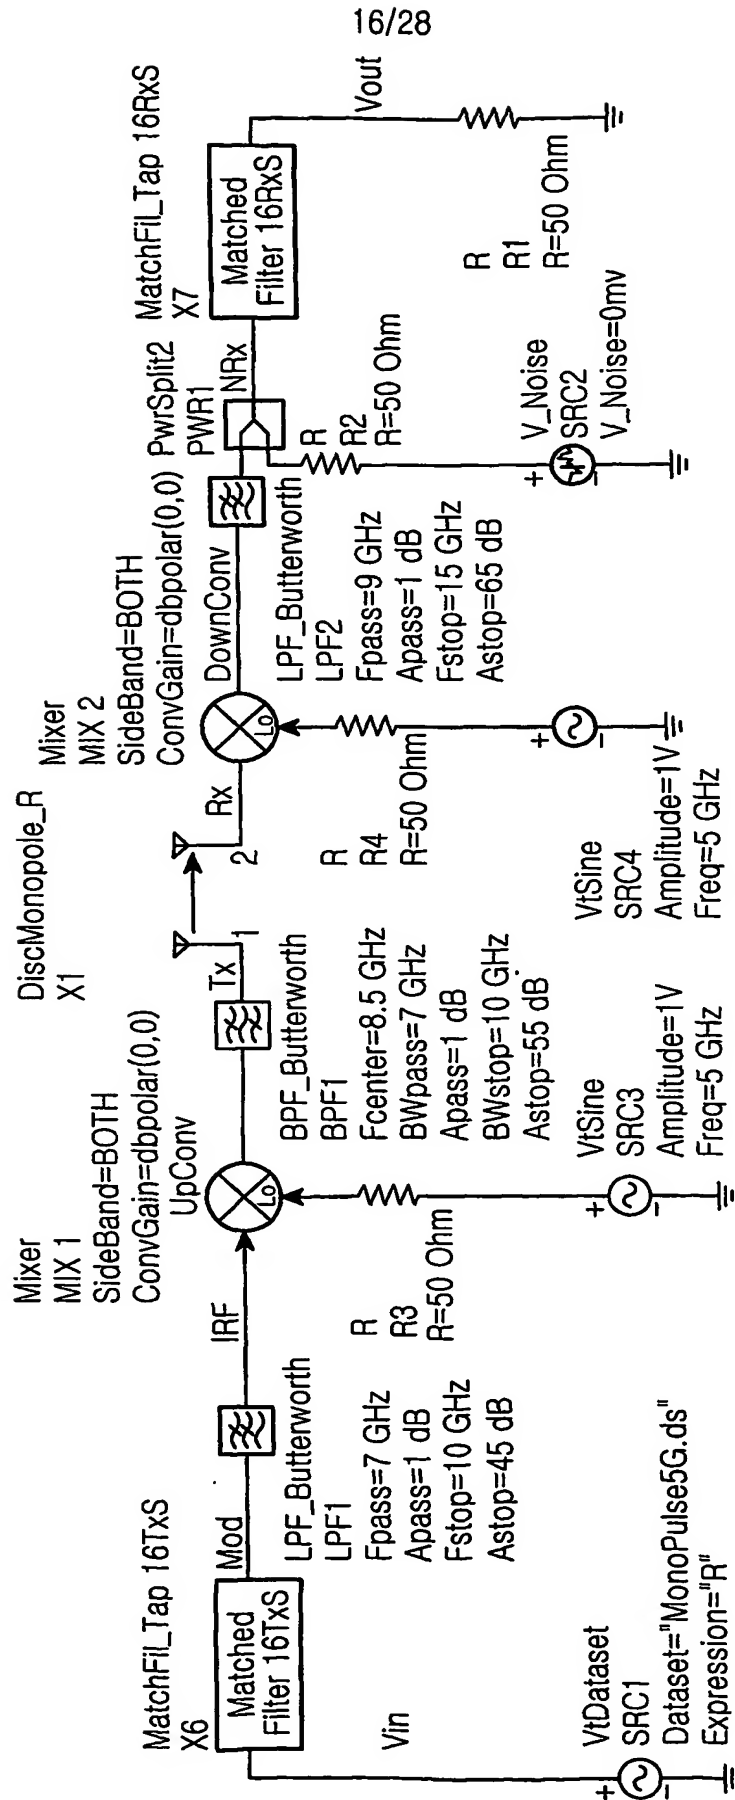 16/28
MatchFil_Tap 16TxS
X6
Matched
Filter 16TxS
Vin
VtDataset
SRC1
Dataset="MonoPulse5G.ds"
Expression="R"
+
-
Mod
LPF_Butterworth
LPF1
Fpass=7 GHz
Apass=1 dB
Fstop=10 GHz
Astop=45 dB
IRF
Mixer
MIX 1
SideBand=BOTH
ConvGain=dbpolar(0,0)
UpConv
Lo
R
R3
R=50 Ohm
VtSine
SRC3
Amplitude=1V
Freq=5 GHz
+
-
BPF_Butterworth
BPF1
Fcenter=8.5 GHz
BWpass=7 GHz
Apass=1 dB
BWstop=10 GHz
Astop=55 dB
Tx
1
DiscMonopole_R
X1
2
Rx
Mixer
MIX 2
SideBand=BOTH
ConvGain=dbpolar(0,0)
Lo
DownConv
R
R4
R=50 Ohm
VtSine
SRC4
Amplitude=1V
Freq=5 GHz
+
-
LPF_Butterworth
LPF2
Fpass=9 GHz
Apass=1 dB
Fstop=15 GHz
Astop=65 dB
PwrSplit2
PWR1
NRx
R
R2
R=50 Ohm
V_Noise
SRC2
V_Noise=0mv
+
-
MatchFil_Tap 16RxS
X7
Matched
Filter 16RxS
Vout
R
R1
R=50 Ohm